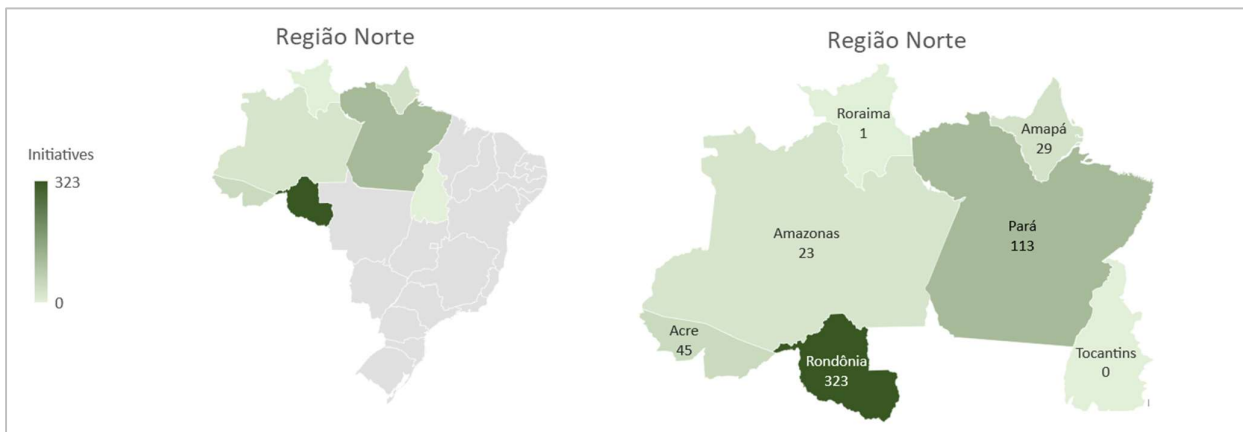 Região Norte
Initiatives
323
0
Região Norte
Roraima
1
Amapá
29
Amazonas
23
Pará
113
Acre
45
Rondônia
323
Tocantins
0